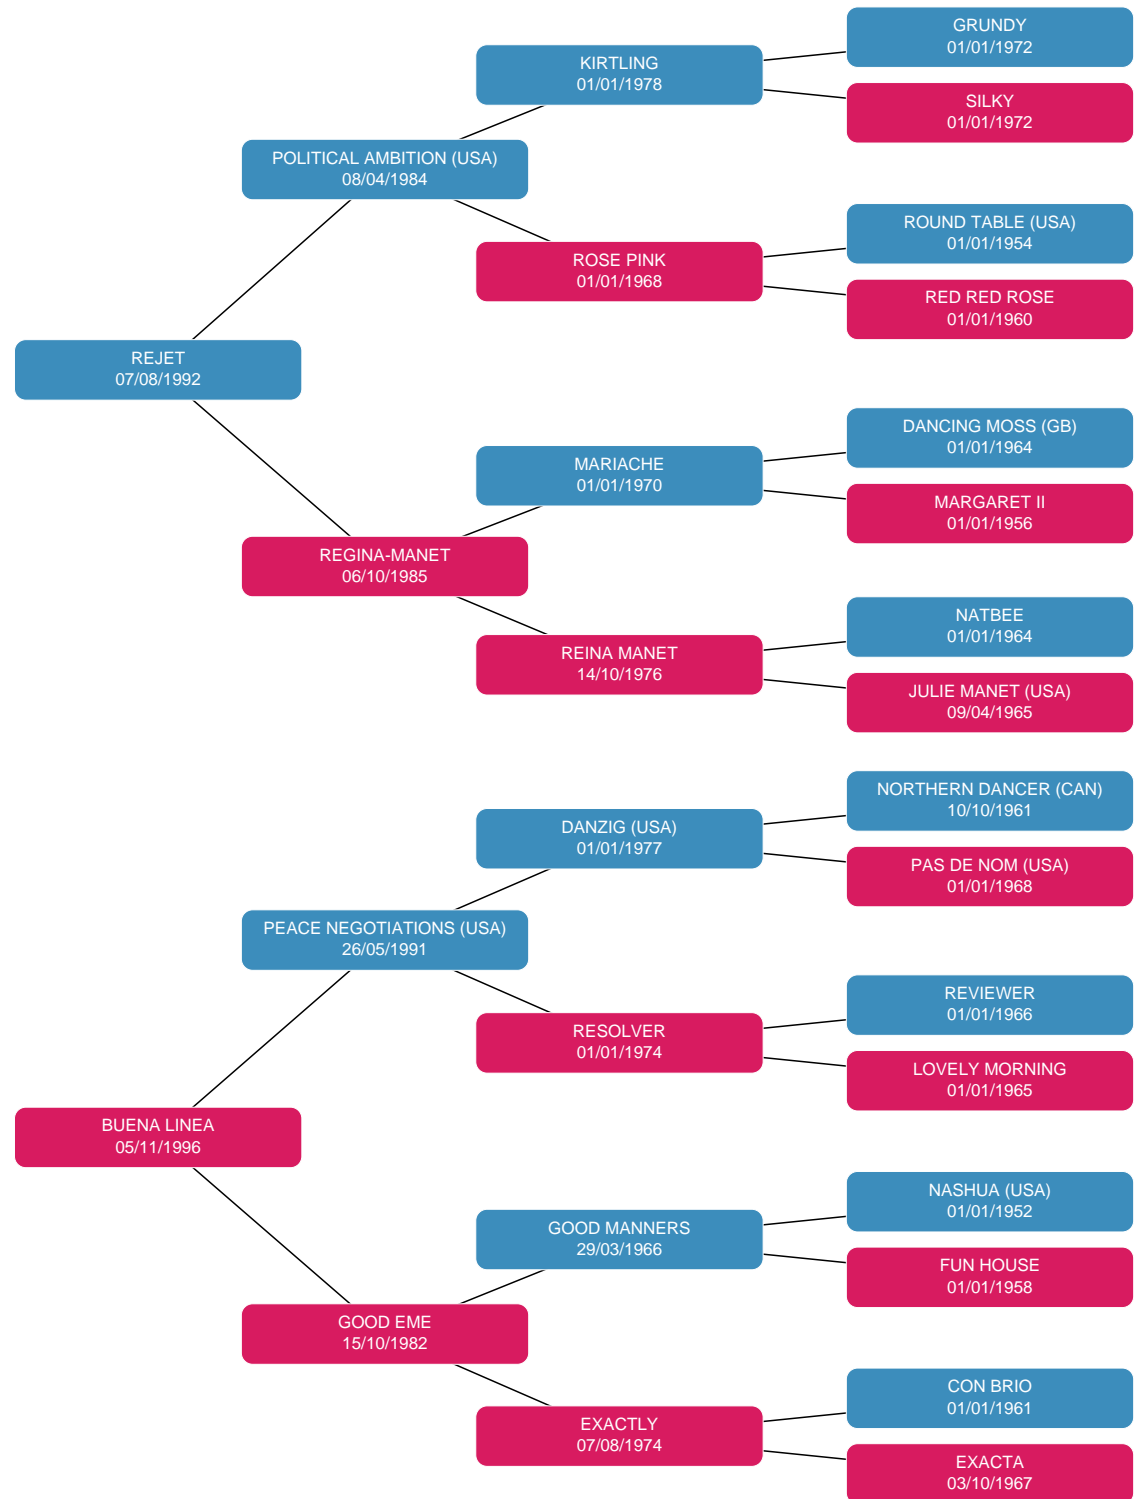 GRUNDY
01/01/1972
KIRTLING
01/01/1978
SILKY
01/01/1972
POLITICAL AMBITION (USA)
08/04/1984
ROUND TABLE (USA)
01/01/1954
ROSE PINK
01/01/1968
RED RED ROSE
01/01/1960
REJET
07/08/1992
DANCING MOSS (GB)
01/01/1964
MARIACHE
01/01/1970
MARGARET II
01/01/1956
REGINA-MANET
06/10/1985
NATBEE
01/01/1964
REINA MANET
14/10/1976
JULIE MANET (USA)
09/04/1965
NORTHERN DANCER (CAN)
10/10/1961
DANZIG (USA)
01/01/1977
PAS DE NOM (USA)
01/01/1968
PEACE NEGOTIATIONS (USA)
26/05/1991
REVIEWER
01/01/1966
RESOLVER
01/01/1974
LOVELY MORNING
01/01/1965
BUENA LINEA
05/11/1996
NASHUA (USA)
01/01/1952
GOOD MANNERS
29/03/1966
FUN HOUSE
01/01/1958
GOOD EME
15/10/1982
CON BRIO
01/01/1961
EXACTLY
07/08/1974
EXACTA
03/10/1967